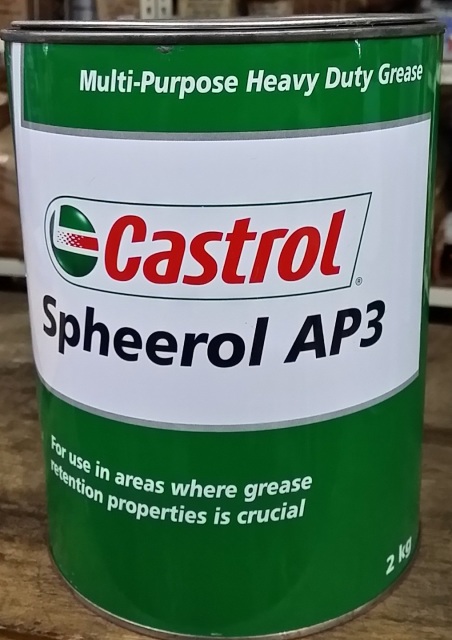 Multi-Purpose Heavy Duty Grease
Castrol
®
Spheerol AP3
For use in areas where grease
retention properties is crucial
2 kg